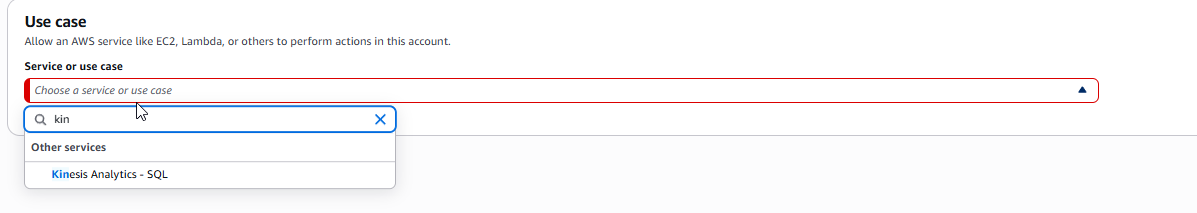 Use case
Allow an AWS service like EC2, Lambda, or others to perform actions in this account.
Service or use case
Choose a service or use case
kin
Other services
Kinesis Analytics - SQL